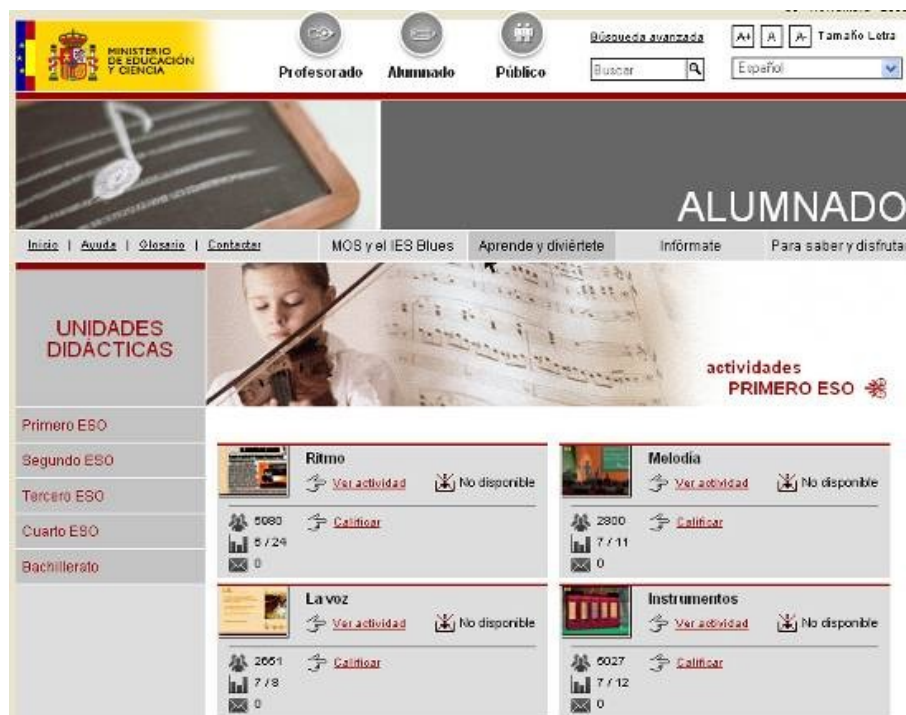 MINISTERIO
DE EDUCACIÓN
Y CIENCIA
Profesorado
Alumnado
Público
Búsqueda avanzada
A+ A A- Tamaño Letra
Buscar
Español
ALUMNADO
Inicio | Ayuda | Glosario | Contactar
MOS y el IES Blues
Aprende y diviértete
Infórmate
Para saber y disfrutar
UNIDADES
DIDÁCTICAS
actividades
PRIMERO ESO
Primero ESO
Segundo ESO
Tercero ESO
Cuarto ESO
Bachillerato
Ritmo
Ver actividad
No disponible
Calificar
0
Melodía
Ver actividad
No disponible
2800
Calificar
7 / 11
0
La voz
Ver actividad
No disponible
2651
Calificar
7 / 8
0
Instrumentos
Ver actividad
No disponible
Calificar
7 / 12
0